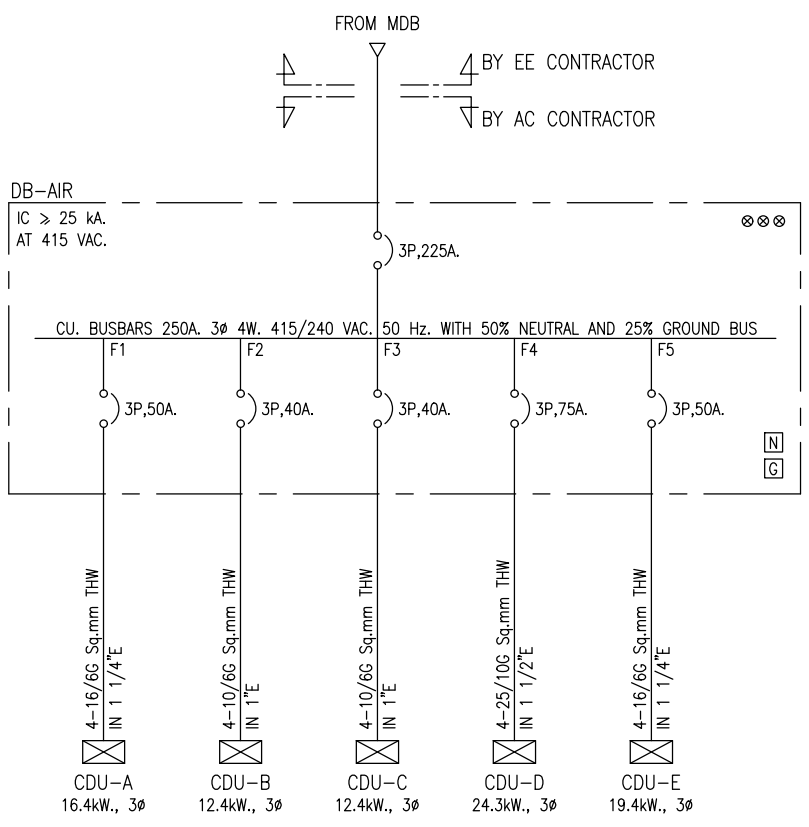 FROM MDB
BY EE CONTRACTOR
BY AC CONTRACTOR
DB-AIR
IC ⩾ 25 kA.
AT 415 VAC.
3P,225A.
CU. BUSBARS 250A. 3ø 4W. 415/240 VAC. 50 Hz. WITH 50% NEUTRAL AND 25% GROUND BUS
F1
F2
F3
F4
F5
3P,50A.
3P,40A.
3P,40A.
3P,75A.
3P,50A.
N
G
4-16/6G Sq.mm THW
IN 1 1/4"E
4-10/6G Sq.mm THW
IN 1"E
4-10/6G Sq.mm THW
IN 1"E
4-25/10G Sq.mm THW
IN 1 1/2"E
4-16/6G Sq.mm THW
IN 1 1/4"E
CDU-A
16.4kW., 3ø
CDU-B
12.4kW., 3ø
CDU-C
12.4kW., 3ø
CDU-D
24.3kW., 3ø
CDU-E
19.4kW., 3ø